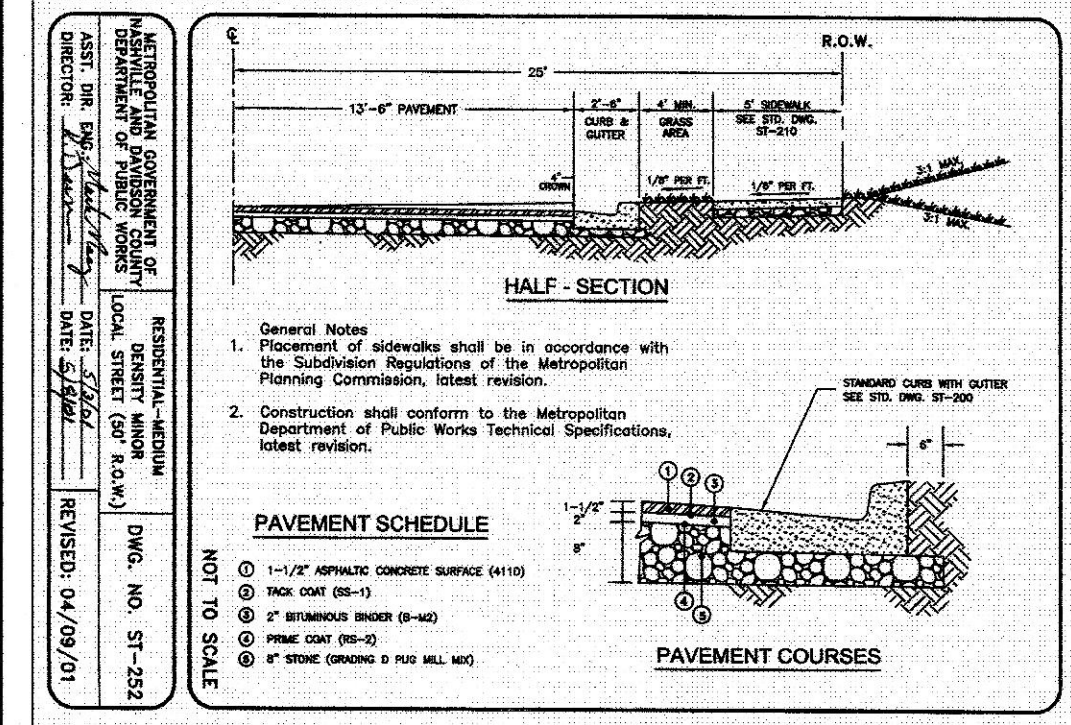 METROPOLITAN GOVERNMENT OF
NASHVILLE AND DAVIDSON COUNTY
DEPARTMENT OF PUBLIC WORKS
ASST. DIR. ENG.:
DATE: 5/3/01
DIRECTOR:
DATE: 5/8/01
RESIDENTIAL-MEDIUM
DENSITY MINOR
LOCAL STREET (50' R.O.W.)
DWG. NO. ST-252
REVISED: 04/09/01
℄
R.O.W.
25'
13'-6" PAVEMENT
2'-6"
CURB &
GUTTER
4' MIN.
GRASS
AREA
5' SIDEWALK
SEE STD. DWG.
ST-210
4"
CROWN
1/8" PER FT.
1/8" PER FT.
3:1 MAX.
3:1 MAX.
HALF - SECTION
General Notes
1. Placement of sidewalks shall be in accordance with
the Subdivision Regulations of the Metropolitan
Planning Commission, latest revision.
2. Construction shall conform to the Metropolitan
Department of Public Works Technical Specifications,
latest revision.
STANDARD CURB WITH GUTTER
SEE STD. DWG. ST-200
6"
1 2 3
1-1/2"
2"
8"
4 5
PAVEMENT COURSES
PAVEMENT SCHEDULE
1 1-1/2" ASPHALTIC CONCRETE SURFACE (411D)
2 TACK COAT (SS-1)
3 2" BITUMINOUS BINDER (B-M2)
4 PRIME COAT (RS-2)
5 8" STONE (GRADING D PUG MILL MIX)
NOT TO SCALE